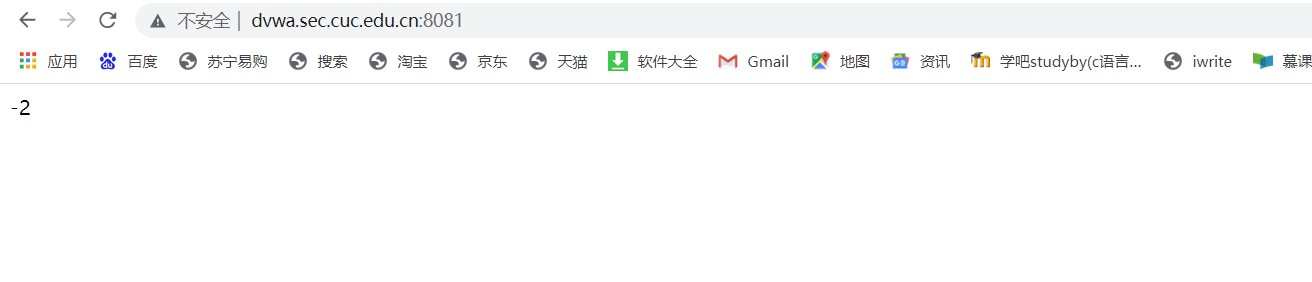 不安全 | dvwa.sec.cuc.edu.cn:8081
应用 百度 苏宁易购 搜索 淘宝 京东 天猫 软件大全 Gmail 地图 资讯 学吧studyby(c语言... iwrite 慕课
-2